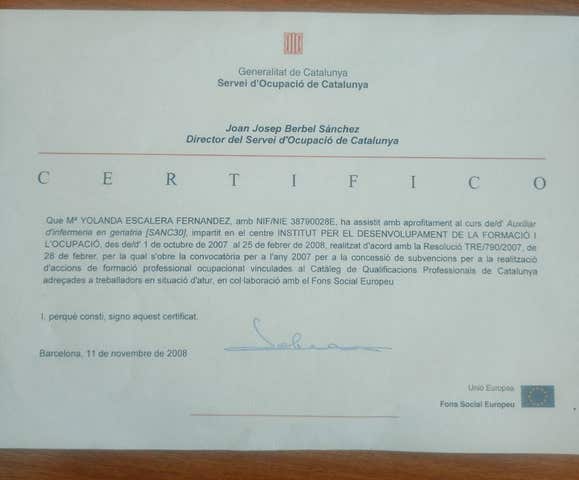 Generalitat de Catalunya
Servei d'Ocupació de Catalunya
Joan Josep Berbel Sánchez
Director del Servei d'Ocupació de Catalunya
C E R T I F I C O
Que Mª YOLANDA ESCALERA FERNANDEZ, amb NIF/NIE 38790028E, ha assistit amb aprofitament al curs de/d' Auxiliar
d'infermeria en geriatria [SANC30], impartit en el centre INSTITUT PER EL DESENVOLUPAMENT DE LA FORMACIÓ I
L'OCUPACIÓ, des de/d' 1 de octubre de 2007 al 25 de febrer de 2008, realitzat d'acord amb la Resolució TRE/790/2007, de
28 de febrer, per la qual s'obre la convocatòria per a l'any 2007 per a la concessió de subvencions per a la realització
d'accions de formació professional ocupacional vinculades al Catàleg de Qualificacions Professionals de Catalunya
adreçades a treballadors en situació d'atur, en col·laboració amb el Fons Social Europeu
I, perquè consti, signo aquest certificat.
Barcelona, 11 de novembre de 2008
Unió Europea
Fons Social Europeu